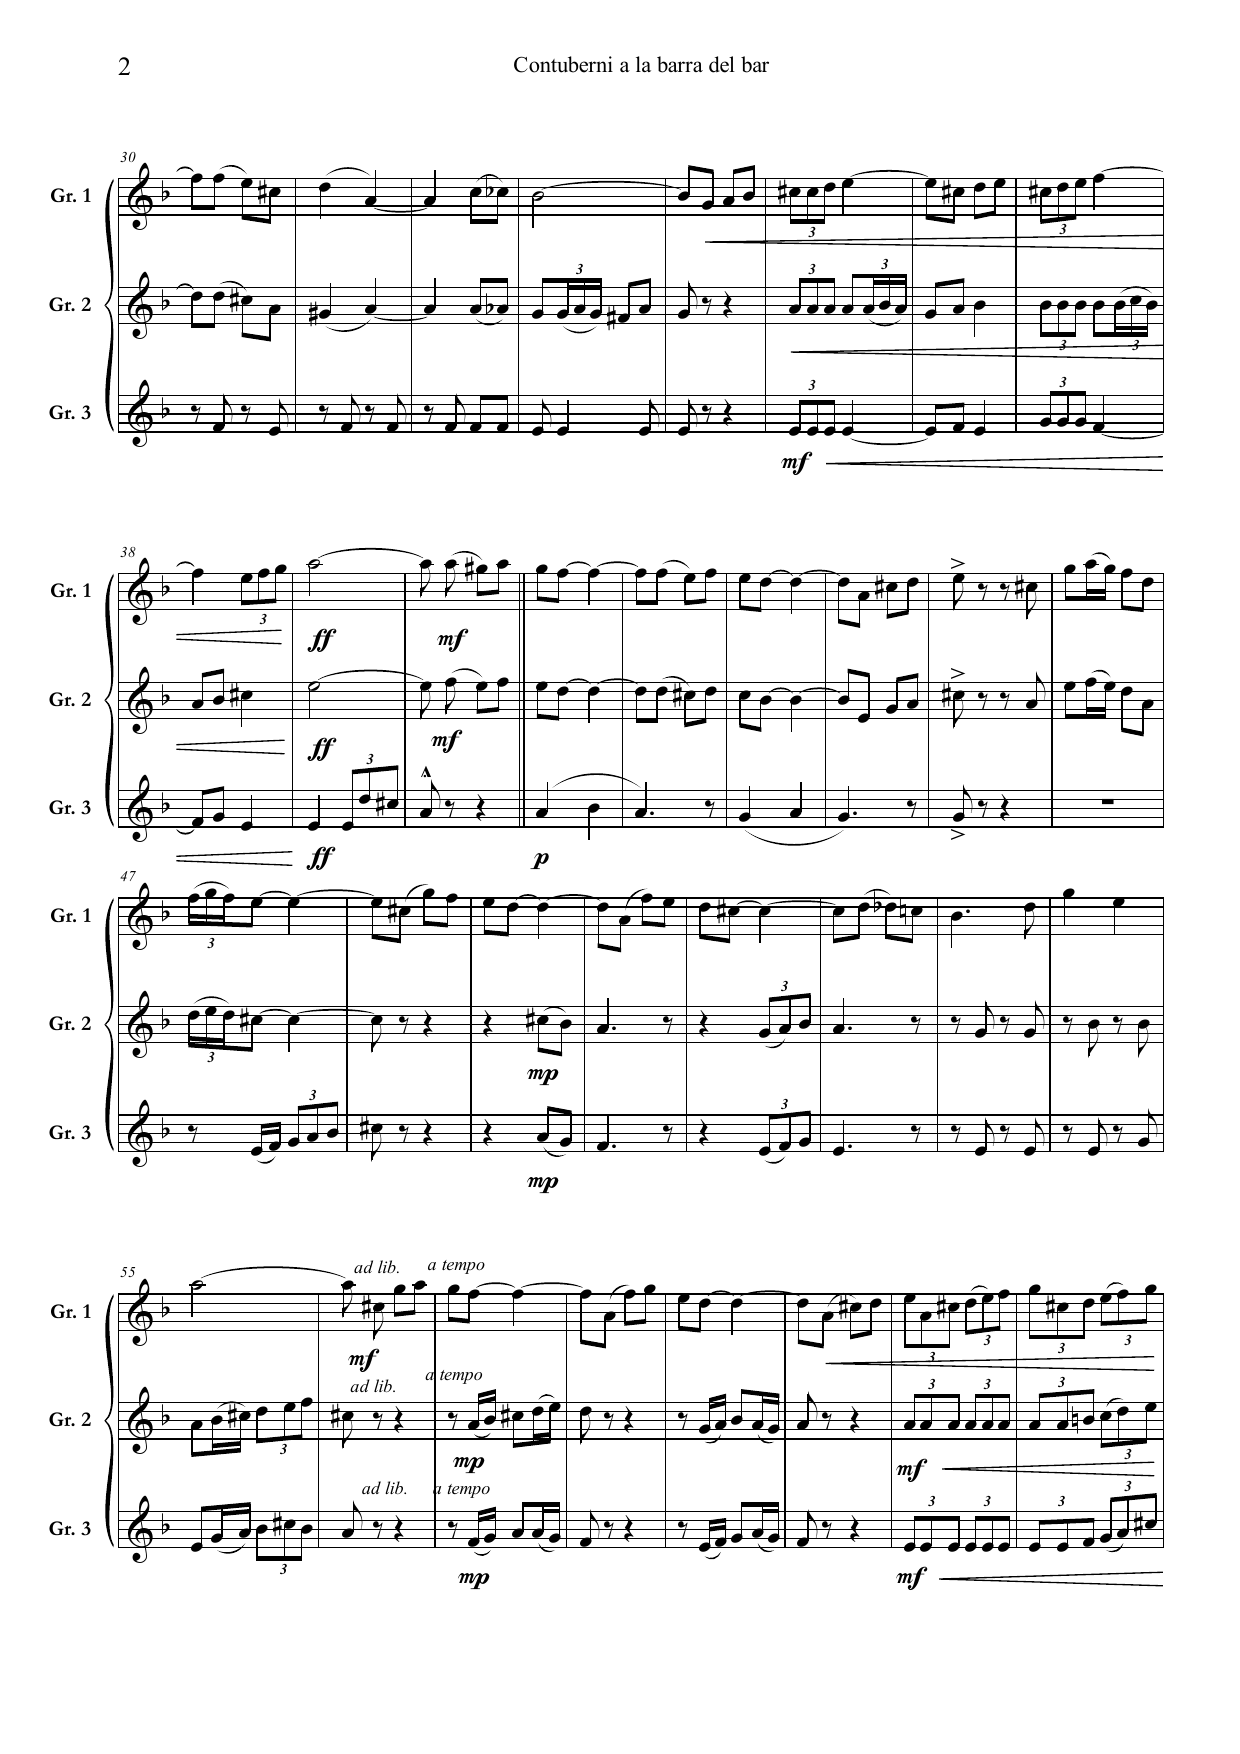 2 Contuberni a la barra del bar
30
Gr. 1
3 3
3 3 3
Gr. 2
3 3
3 3
Gr. 3
mf
38
Gr. 1
3
ff mf
Gr. 2
ff mf
3
Gr. 3
ff p
47
Gr. 1
3
3
Gr. 2
3
mp
3 3
Gr. 3
mp
55 ad lib. a tempo
Gr. 1
mf 3 3 3 3
ad lib. a tempo
3 3 3
Gr. 2
3 mp mf 3
ad lib. a tempo
3 3 3 3
Gr. 3
3 mp mf